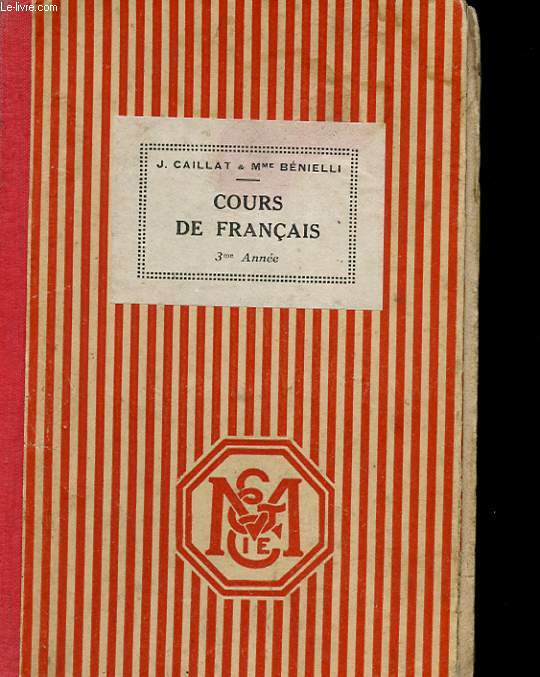 Le-livre.com
J. CAILLAT & MME BÉNIELLI
COURS
DE FRANÇAIS
3me Année